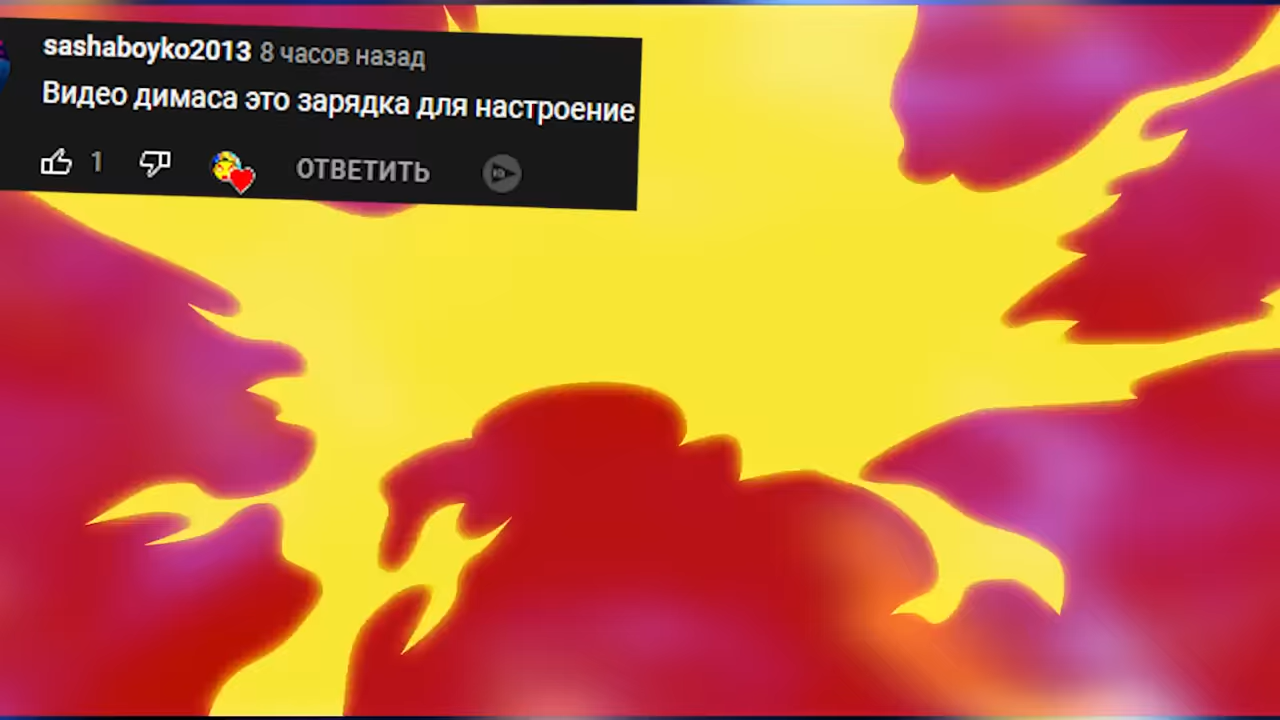 sashaboyko2013 8 часов назад
Видео димаса это зарядка для настроение
1 ОТВЕТИТЬ